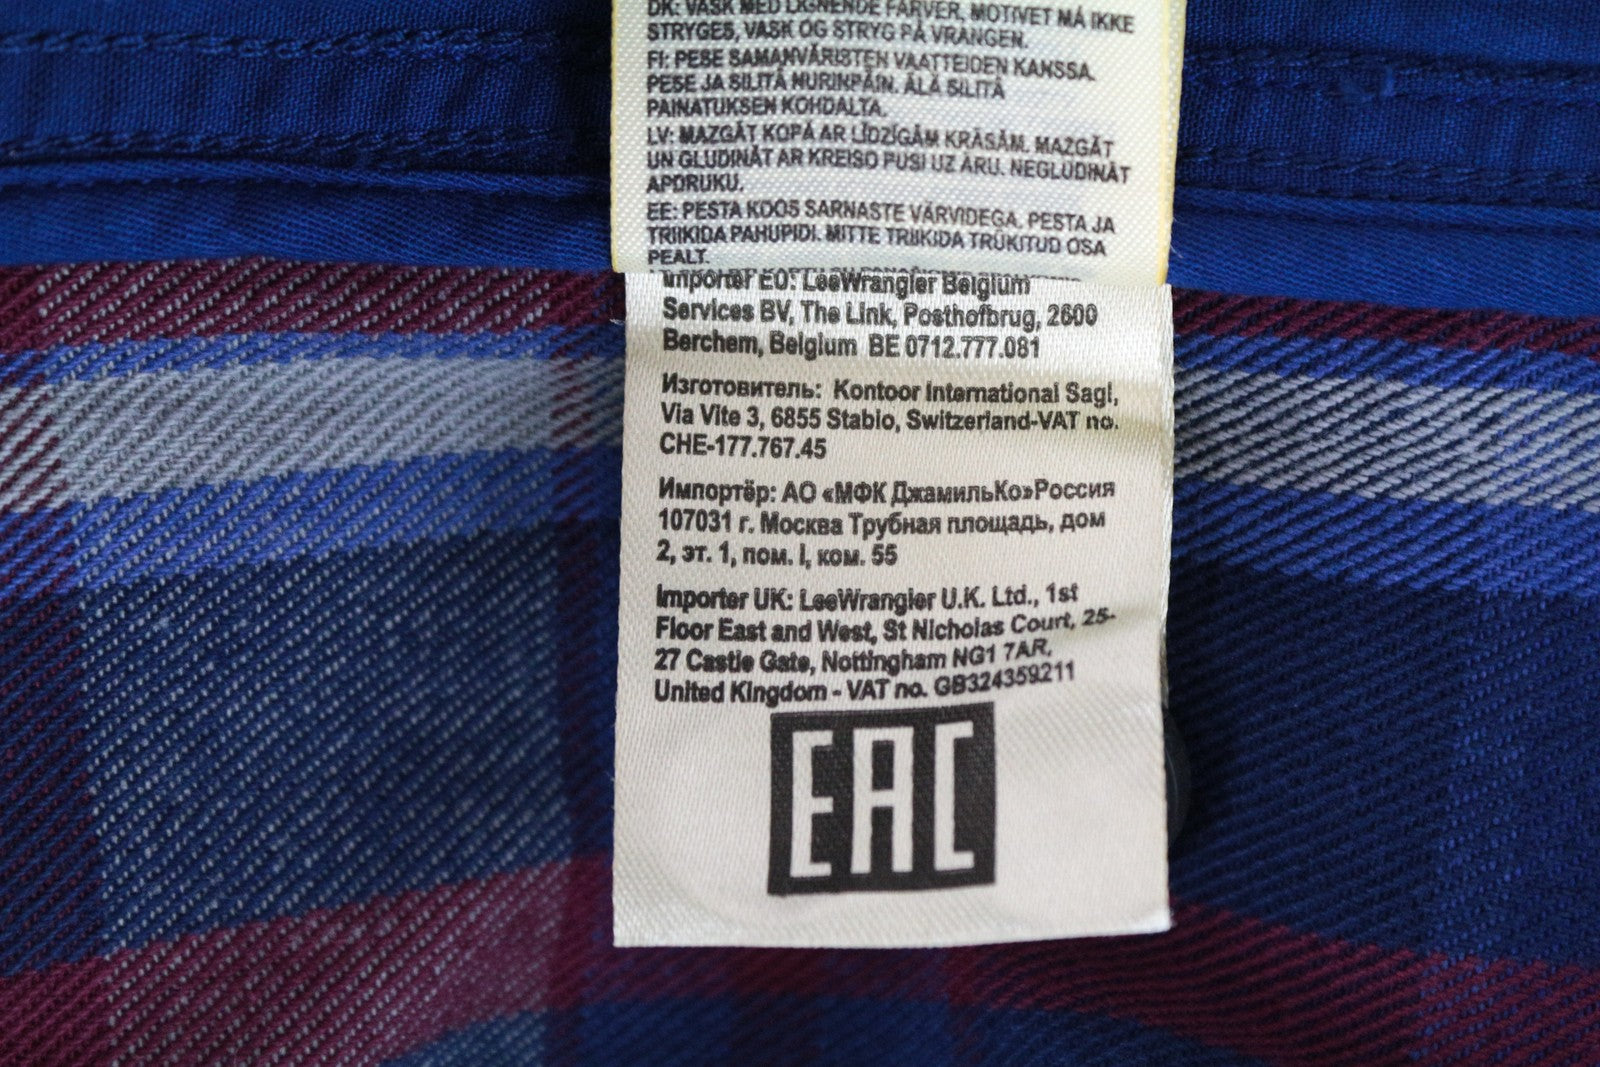 DK: VASK MED LIGNENDE FARVER, MOTIVET MÅ IKKE
STRYGES, VASK OG STRYG PÅ VRANGEN.
FI: PESE SAMANVÄRISTEN VAATTEIDEN KANSSA.
PESE JA SILITÄ NURINPÄIN. ÄLÄ SILITÄ
PAINATUKSEN KOHDALTA.
LV: MAZGĀT KOPĀ AR LĪDZĪGĀM KRĀSĀM. MAZGĀT
UN GLUDINĀT AR KREISO PUSI UZ ĀRU. NEGLUDINĀT
APDRUKU.
EE: PESTA KOOS SARNASTE VÄRVIDEGA. PESTA JA
TRIIKIDA PAHUPIDI. MITTE TRIIKIDA TRÜKITUD OSA
PEALT.
Importer EU: LeeWrangler Belgium
Services BV, The Link, Posthofbrug, 2600
Berchem, Belgium BE 0712.777.081
Изготовитель: Kontoor International Sagl,
Via Vite 3, 6855 Stabio, Switzerland-VAT no.
CHE-177.767.45
Импортёр: АО «МФК ДжамильКо»Россия
107031 г. Москва Трубная площадь, дом
2, эт. 1, пом. I, ком. 55
Importer UK: LeeWrangler U.K. Ltd., 1st
Floor East and West, St Nicholas Court, 25-
27 Castle Gate, Nottingham NG1 7AR,
United Kingdom - VAT no. GB324359211
EAC